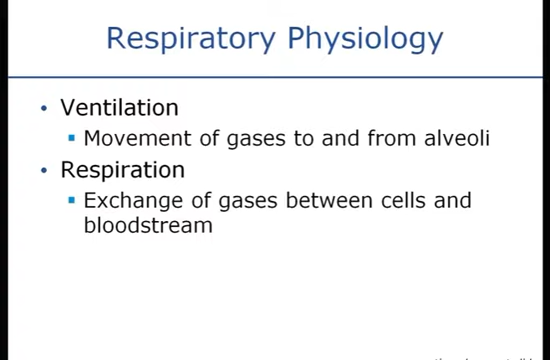 Respiratory Physiology
• Ventilation
▪ Movement of gases to and from alveoli
• Respiration
▪ Exchange of gases between cells and
bloodstream